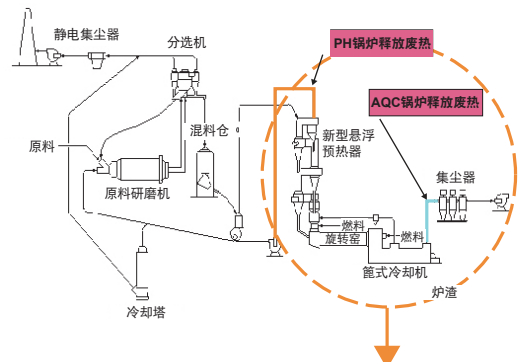 静电集尘器
分选机
PH锅炉释放废热
AQC锅炉释放废热
混料仓
新型悬浮
预热器
原料
集尘器
原料研磨机
燃料
旋转窑
燃料
篦式冷却机
炉渣
冷却塔